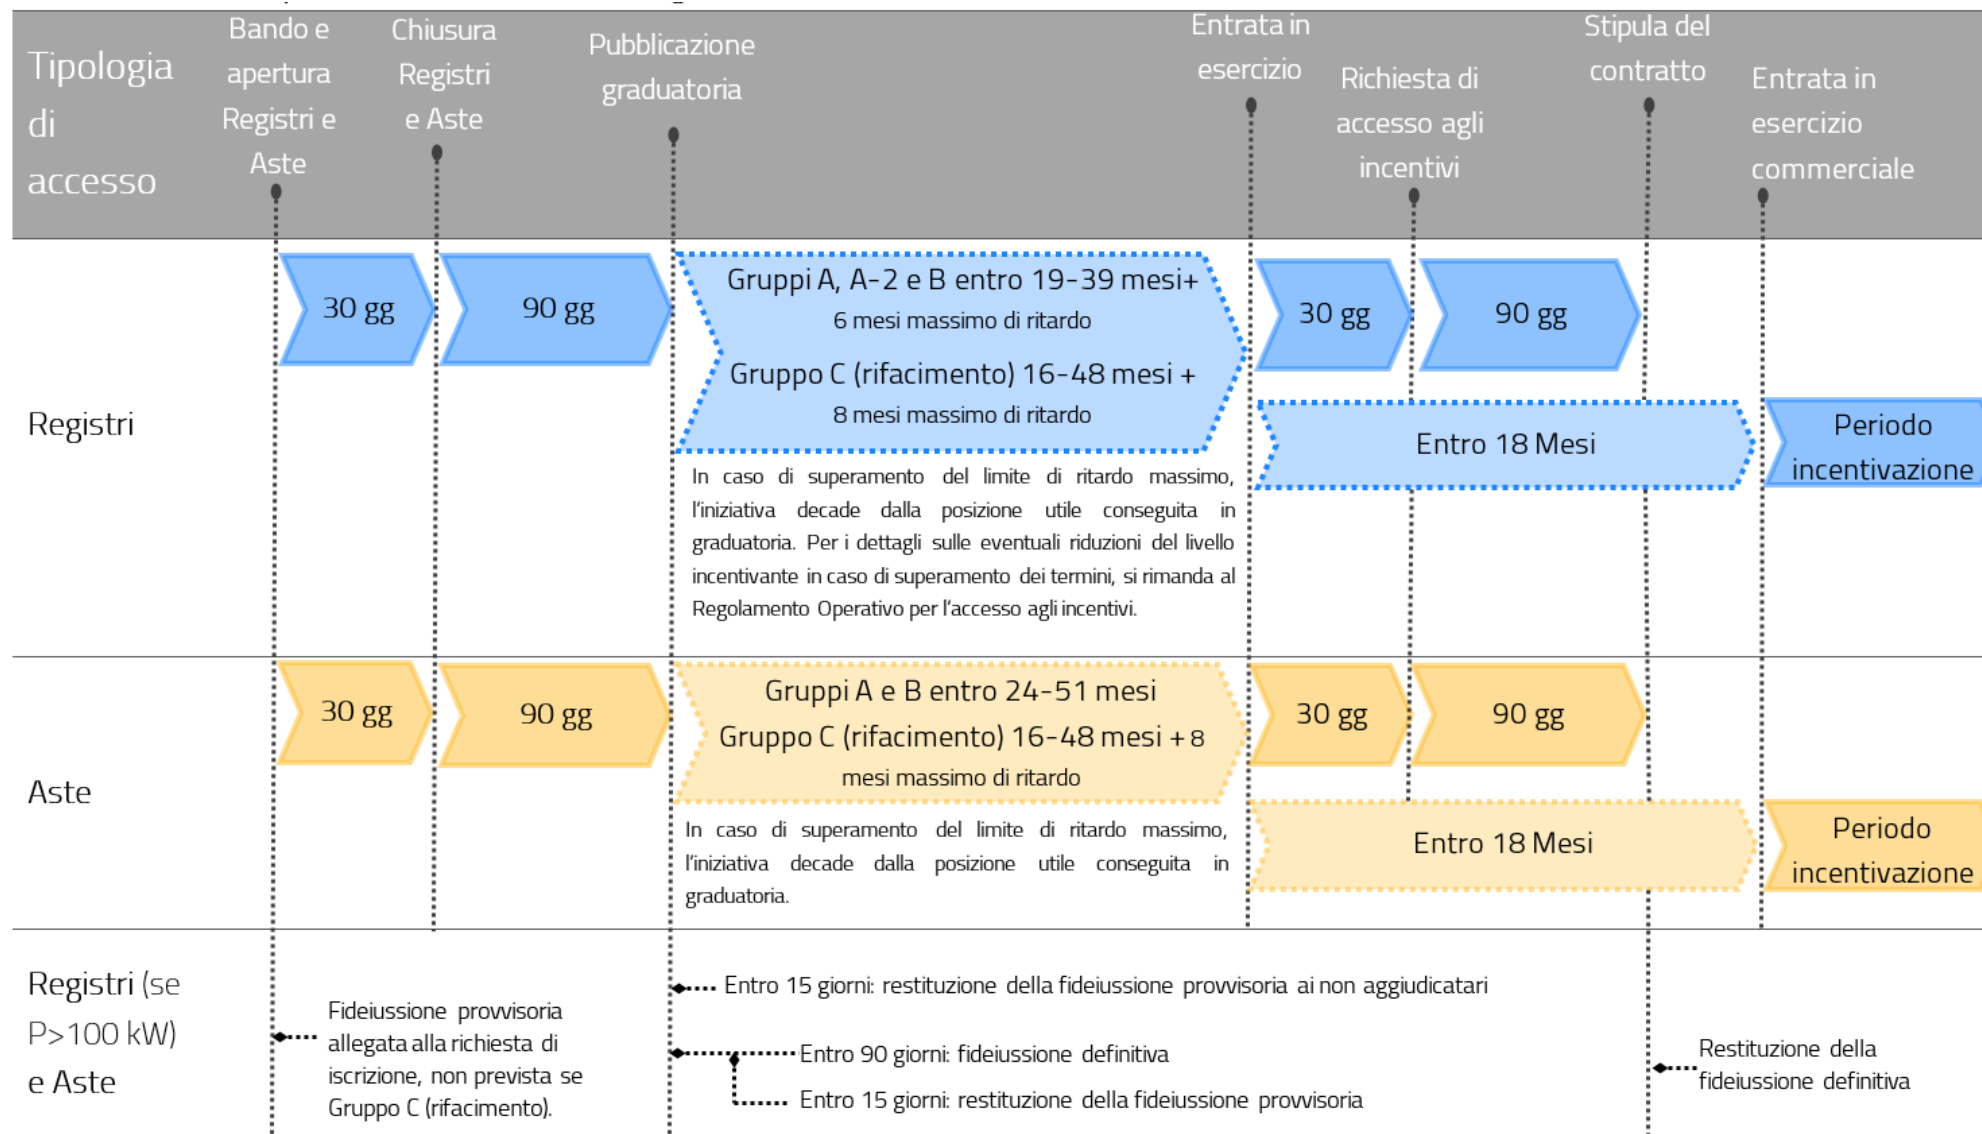 Tipologia
di
accesso
Bando e
apertura
Registri e
Aste
Chiusura
Registri
e Aste
Pubblicazione
graduatoria
Entrata in
esercizio
Richiesta di
accesso agli
incentivi
Stipula del
contratto
Entrata in
esercizio
commerciale
Registri
30 gg
90 gg
Gruppi A, A-2 e B entro 19-39 mesi+
6 mesi massimo di ritardo
Gruppo C (rifacimento) 16-48 mesi +
8 mesi massimo di ritardo
30 gg
90 gg
Entro 18 Mesi
Periodo
incentivazione
In caso di superamento del limite di ritardo massimo,
l'iniziativa decade dalla posizione utile conseguita in
graduatoria. Per i dettagli sulle eventuali riduzioni del livello
incentivante in caso di superamento dei termini, si rimanda al
Regolamento Operativo per l'accesso agli incentivi.
Aste
30 gg
90 gg
Gruppi A e B entro 24-51 mesi
Gruppo C (rifacimento) 16-48 mesi + 8
mesi massimo di ritardo
30 gg
90 gg
Entro 18 Mesi
Periodo
incentivazione
In caso di superamento del limite di ritardo massimo,
l'iniziativa decade dalla posizione utile conseguita in
graduatoria.
Registri (se
P>100 kW)
e Aste
Fideiussione provvisoria
allegata alla richiesta di
iscrizione, non prevista se
Gruppo C (rifacimento).
Entro 15 giorni: restituzione della fideiussione provvisoria ai non aggiudicatari
Entro 90 giorni: fideiussione definitiva
Entro 15 giorni: restituzione della fideiussione provvisoria
Restituzione della
fideiussione definitiva